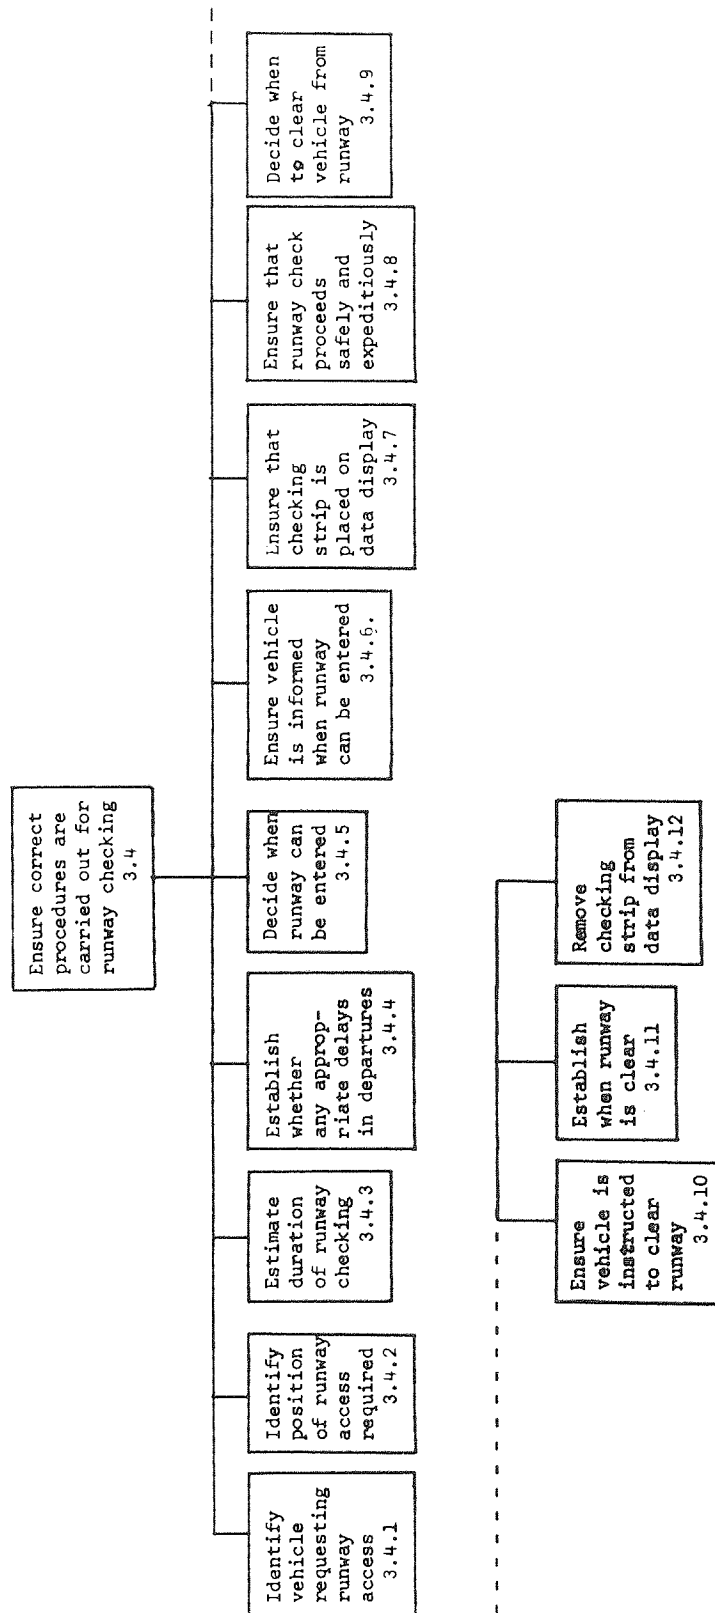 Ensure correct
procedures are
carried out for
runway checking
3.4
Identify
vehicle
requesting
runway
access
3.4.1
Identify
position
of runway
access
required
3.4.2
Estimate
duration
of runway
checking
3.4.3
Establish
whether
any approp-
riate delays
in departures
3.4.4
Decide when
runway can
be entered
3.4.5
Ensure vehicle
is informed
when runway
can be entered
3.4.6.
Ensure that
checking
strip is
placed on
data display
3.4.7
Ensure that
runway check
proceeds
safely and
expeditiously
3.4.8
Decide when
to clear
vehicle from
runway
3.4.9
Ensure
vehicle is
instructed
to clear
runway
3.4.10
Establish
when runway
is clear
3.4.11
Remove
checking
strip from
data display
3.4.12